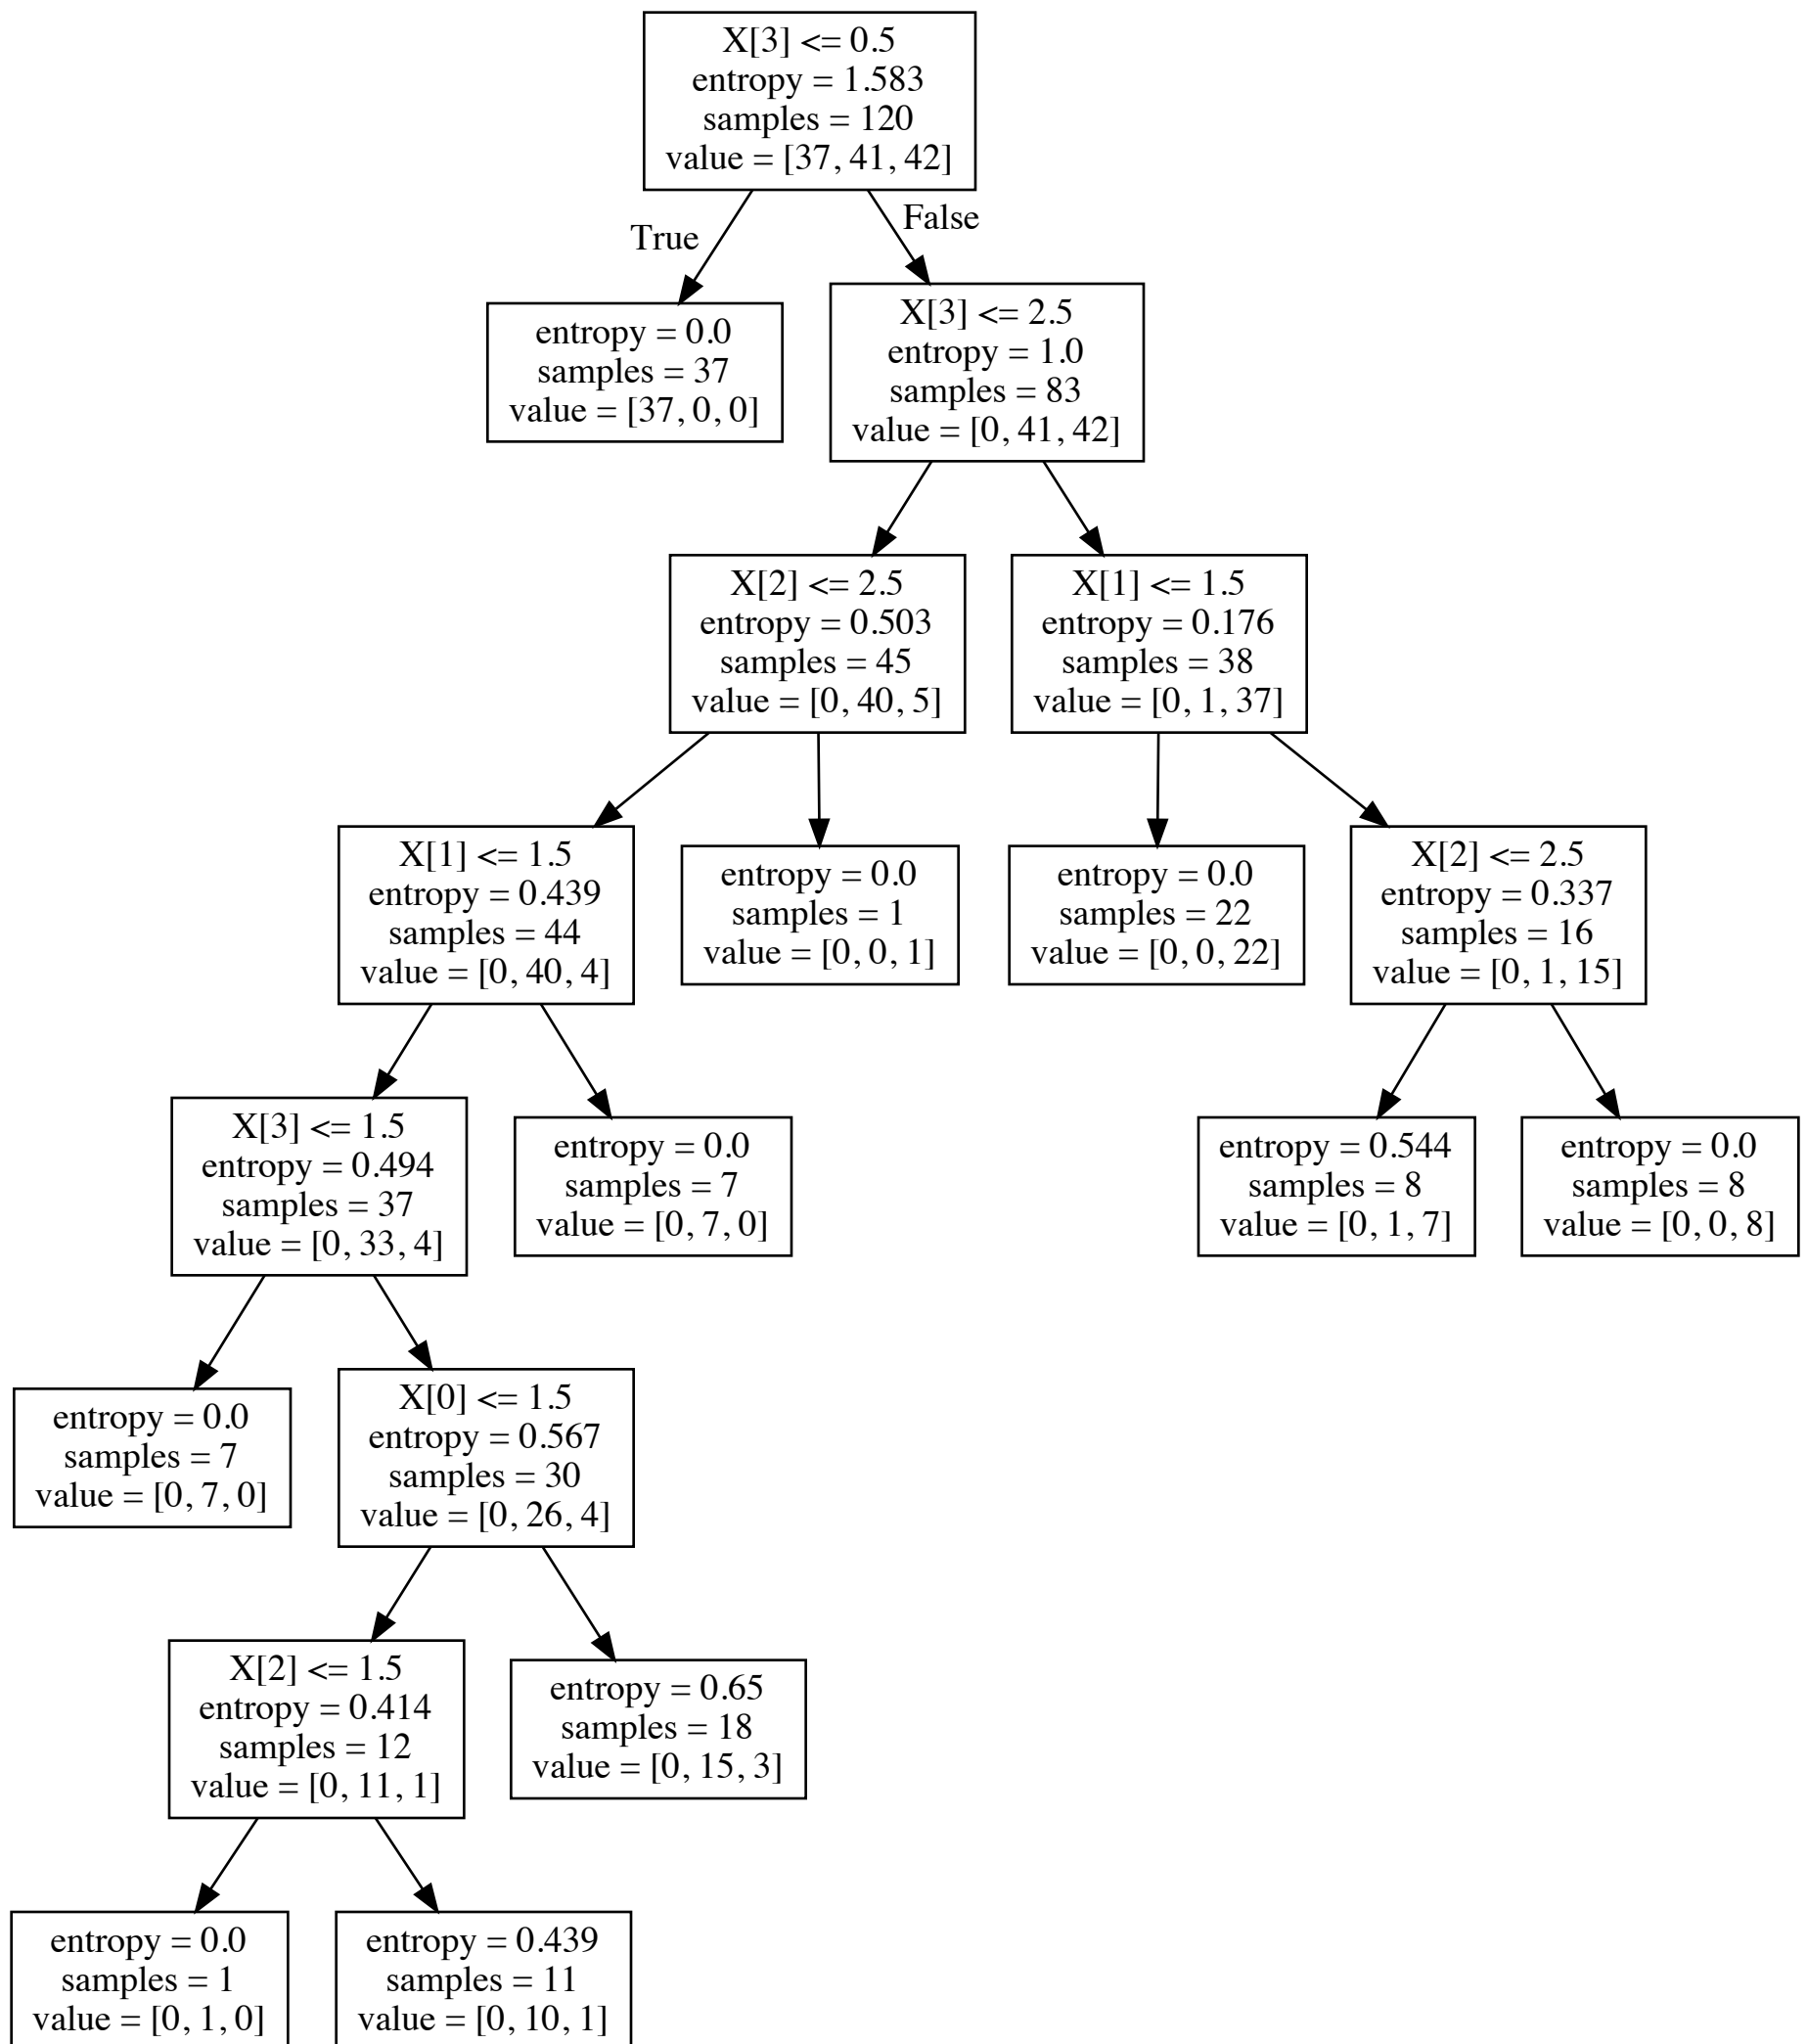 X[3] <= 0.5
entropy = 1.583
samples = 120
value = [37, 41, 42]
True
False
entropy = 0.0
samples = 37
value = [37, 0, 0]
X[3] <= 2.5
entropy = 1.0
samples = 83
value = [0, 41, 42]
X[2] <= 2.5
entropy = 0.503
samples = 45
value = [0, 40, 5]
X[1] <= 1.5
entropy = 0.176
samples = 38
value = [0, 1, 37]
X[1] <= 1.5
entropy = 0.439
samples = 44
value = [0, 40, 4]
entropy = 0.0
samples = 1
value = [0, 0, 1]
entropy = 0.0
samples = 22
value = [0, 0, 22]
X[2] <= 2.5
entropy = 0.337
samples = 16
value = [0, 1, 15]
X[3] <= 1.5
entropy = 0.494
samples = 37
value = [0, 33, 4]
entropy = 0.0
samples = 7
value = [0, 7, 0]
entropy = 0.544
samples = 8
value = [0, 1, 7]
entropy = 0.0
samples = 8
value = [0, 0, 8]
entropy = 0.0
samples = 7
value = [0, 7, 0]
X[0] <= 1.5
entropy = 0.567
samples = 30
value = [0, 26, 4]
X[2] <= 1.5
entropy = 0.414
samples = 12
value = [0, 11, 1]
entropy = 0.65
samples = 18
value = [0, 15, 3]
entropy = 0.0
samples = 1
value = [0, 1, 0]
entropy = 0.439
samples = 11
value = [0, 10, 1]